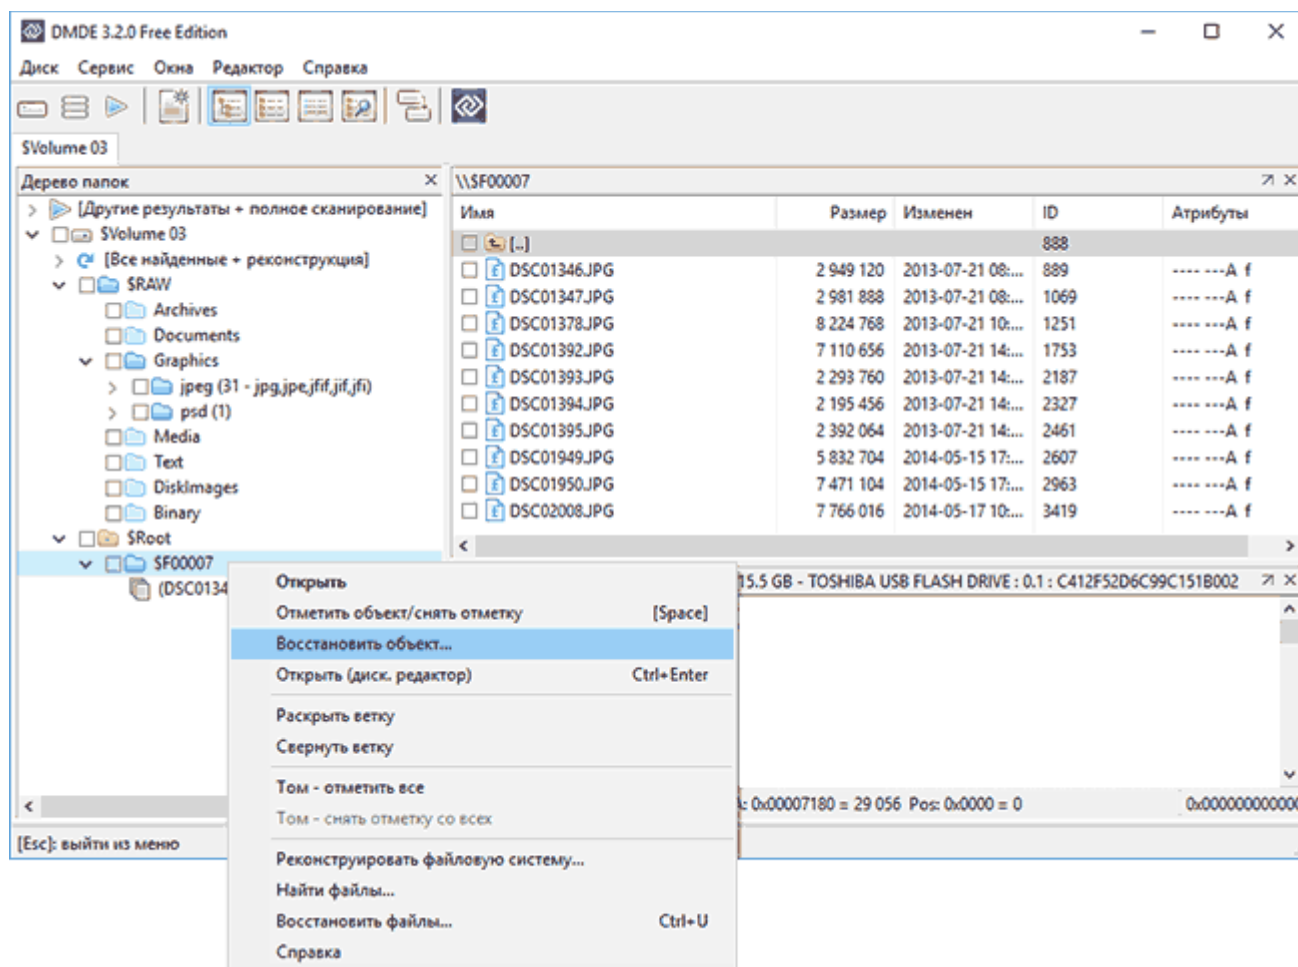 DMDE 3.2.0 Free Edition
Диск Сервис Окна Редактор Справка
$Volume 03
Дерево папок
[Другие результаты + полное сканирование]
$Volume 03
[Все найденные + реконструкция]
$RAW
Archives
Documents
Graphics
jpeg (31 - jpg,jpe,jfif,jif,jfi)
psd (1)
Media
Text
DiskImages
Binary
$Root
$F00007
(DSC0134
\\$F00007
Имя Размер Изменен ID Атрибуты
[..] 888
DSC01346.JPG 2 949 120 2013-07-21 08:... 889 ---- ---A f
DSC01347.JPG 2 981 888 2013-07-21 08:... 1069 ---- ---A f
DSC01378.JPG 8 224 768 2013-07-21 10:... 1251 ---- ---A f
DSC01392.JPG 7 110 656 2013-07-21 14:... 1753 ---- ---A f
DSC01393.JPG 2 293 760 2013-07-21 14:... 2187 ---- ---A f
DSC01394.JPG 2 195 456 2013-07-21 14:... 2327 ---- ---A f
DSC01395.JPG 2 392 064 2013-07-21 14:... 2461 ---- ---A f
DSC01949.JPG 5 832 704 2014-05-15 17:... 2607 ---- ---A f
DSC01950.JPG 7 471 104 2014-05-15 17:... 2963 ---- ---A f
DSC02008.JPG 7 766 016 2014-05-17 10:... 3419 ---- ---A f
15.5 GB - TOSHIBA USB FLASH DRIVE : 0.1 : C412F52D6C99C151B002
Открыть
Отметить объект/снять отметку [Space]
Восстановить объект...
Открыть (диск. редактор) Ctrl+Enter
Раскрыть ветку
Свернуть ветку
Том - отметить все
Том - снять отметку со всех
Реконструировать файловую систему...
Найти файлы...
Восстановить файлы... Ctrl+U
Справка
A: 0x00007180 = 29 056 Pos: 0x0000 = 0 0x000000000000
[Esc]: выйти из меню